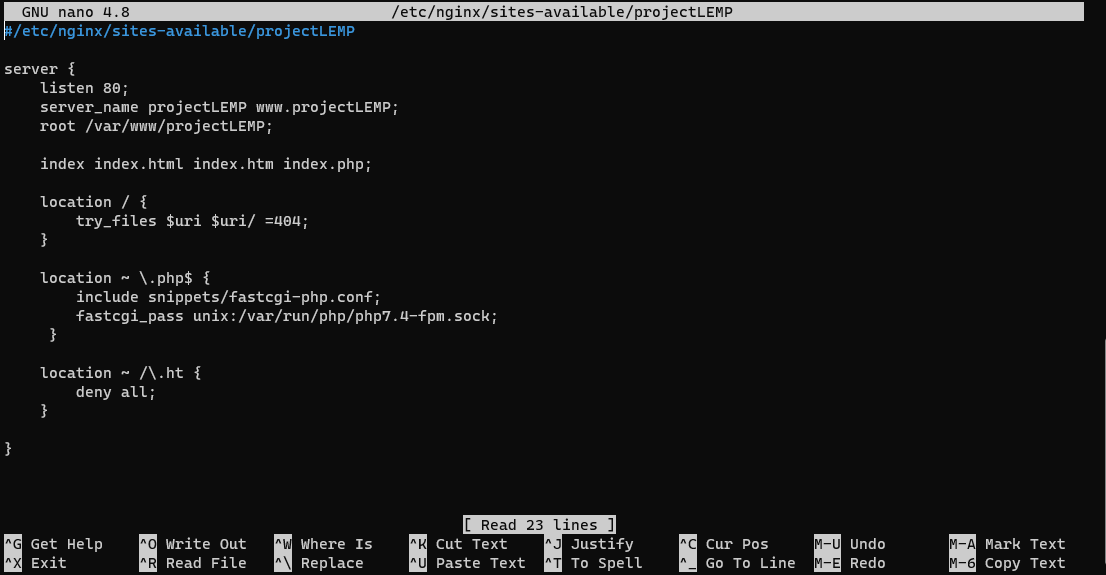 GNU nano 4.8 /etc/nginx/sites-available/projectLEMP
#/etc/nginx/sites-available/projectLEMP
server {
    listen 80;
    server_name projectLEMP www.projectLEMP;
    root /var/www/projectLEMP;
    index index.html index.htm index.php;
    location / {
        try_files $uri $uri/ =404;
    }
    location ~ \.php$ {
        include snippets/fastcgi-php.conf;
        fastcgi_pass unix:/var/run/php/php7.4-fpm.sock;
     }
    location ~ /\.ht {
        deny all;
    }
}
[ Read 23 lines ]
^G Get Help ^O Write Out ^W Where Is ^K Cut Text ^J Justify ^C Cur Pos M-U Undo M-A Mark Text
^X Exit ^R Read File ^\ Replace ^U Paste Text ^T To Spell ^_ Go To Line M-E Redo M-6 Copy Text